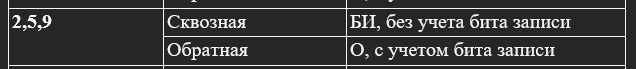 2,5,9 Сквозная БИ, без учета бита записи
Обратная О, с учетом бита записи